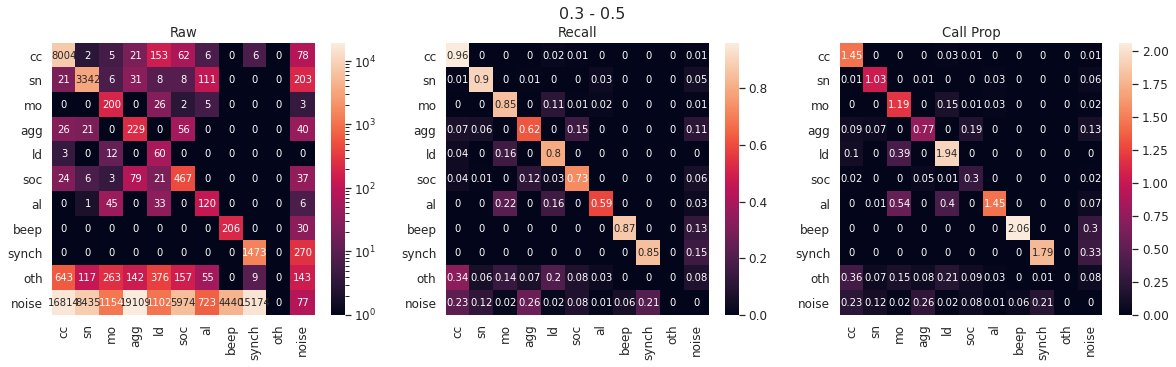 0.3 - 0.5
Raw
Recall
Call Prop
cc 8004 2 5 21 153 62 6 0 6 0 78
sn 21 3342 6 31 8 8 111 0 0 0 203
mo 0 0 200 0 26 2 5 0 0 0 3
agg 26 21 0 229 0 56 0 0 0 0 40
ld 3 0 12 0 60 0 0 0 0 0 0
soc 24 6 3 79 21 467 0 0 0 0 37
al 0 1 45 0 33 0 120 0 0 0 6
beep 0 0 0 0 0 0 0 206 0 0 30
synch 0 0 0 0 0 0 0 0 1473 0 270
oth 643 117 263 142 376 157 55 0 9 0 143
noise 16814 8435 1154 19109 1102 5974 723 4440 15174 0 77
cc sn mo agg ld soc al beep synch oth noise
10⁴
10³
10²
10¹
10⁰
cc 0.96 0 0 0 0.02 0.01 0 0 0 0 0.01
sn 0.01 0.9 0 0.01 0 0 0.03 0 0 0 0.05
mo 0 0 0.85 0 0.11 0.01 0.02 0 0 0 0.01
agg 0.07 0.06 0 0.62 0 0.15 0 0 0 0 0.11
ld 0.04 0 0.16 0 0.8 0 0 0 0 0 0
soc 0.04 0.01 0 0.12 0.03 0.73 0 0 0 0 0.06
al 0 0 0.22 0 0.16 0 0.59 0 0 0 0.03
beep 0 0 0 0 0 0 0 0.87 0 0 0.13
synch 0 0 0 0 0 0 0 0 0.85 0 0.15
oth 0.34 0.06 0.14 0.07 0.2 0.08 0.03 0 0 0 0.08
noise 0.23 0.12 0.02 0.26 0.02 0.08 0.01 0.06 0.21 0 0
cc sn mo agg ld soc al beep synch oth noise
0.8
0.6
0.4
0.2
0.0
cc 1.45 0 0 0 0.03 0.01 0 0 0 0 0.01
sn 0.01 1.03 0 0.01 0 0 0.03 0 0 0 0.06
mo 0 0 1.19 0 0.15 0.01 0.03 0 0 0 0.02
agg 0.09 0.07 0 0.77 0 0.19 0 0 0 0 0.13
ld 0.1 0 0.39 0 1.94 0 0 0 0 0 0
soc 0.02 0 0 0.05 0.01 0.3 0 0 0 0 0.02
al 0 0.01 0.54 0 0.4 0 1.45 0 0 0 0.07
beep 0 0 0 0 0 0 0 2.06 0 0 0.3
synch 0 0 0 0 0 0 0 0 1.79 0 0.33
oth 0.36 0.07 0.15 0.08 0.21 0.09 0.03 0 0.01 0 0.08
noise 0.23 0.12 0.02 0.26 0.02 0.08 0.01 0.06 0.21 0 0
cc sn mo agg ld soc al beep synch oth noise
2.00
1.75
1.50
1.25
1.00
0.75
0.50
0.25
0.00